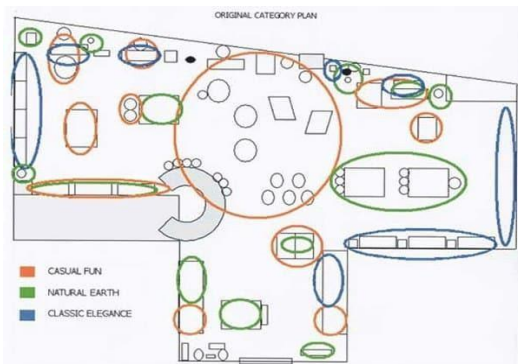 ORIGINAL CATEGORY PLAN
CASUAL FUN
NATURAL EARTH
CLASSIC ELEGANCE